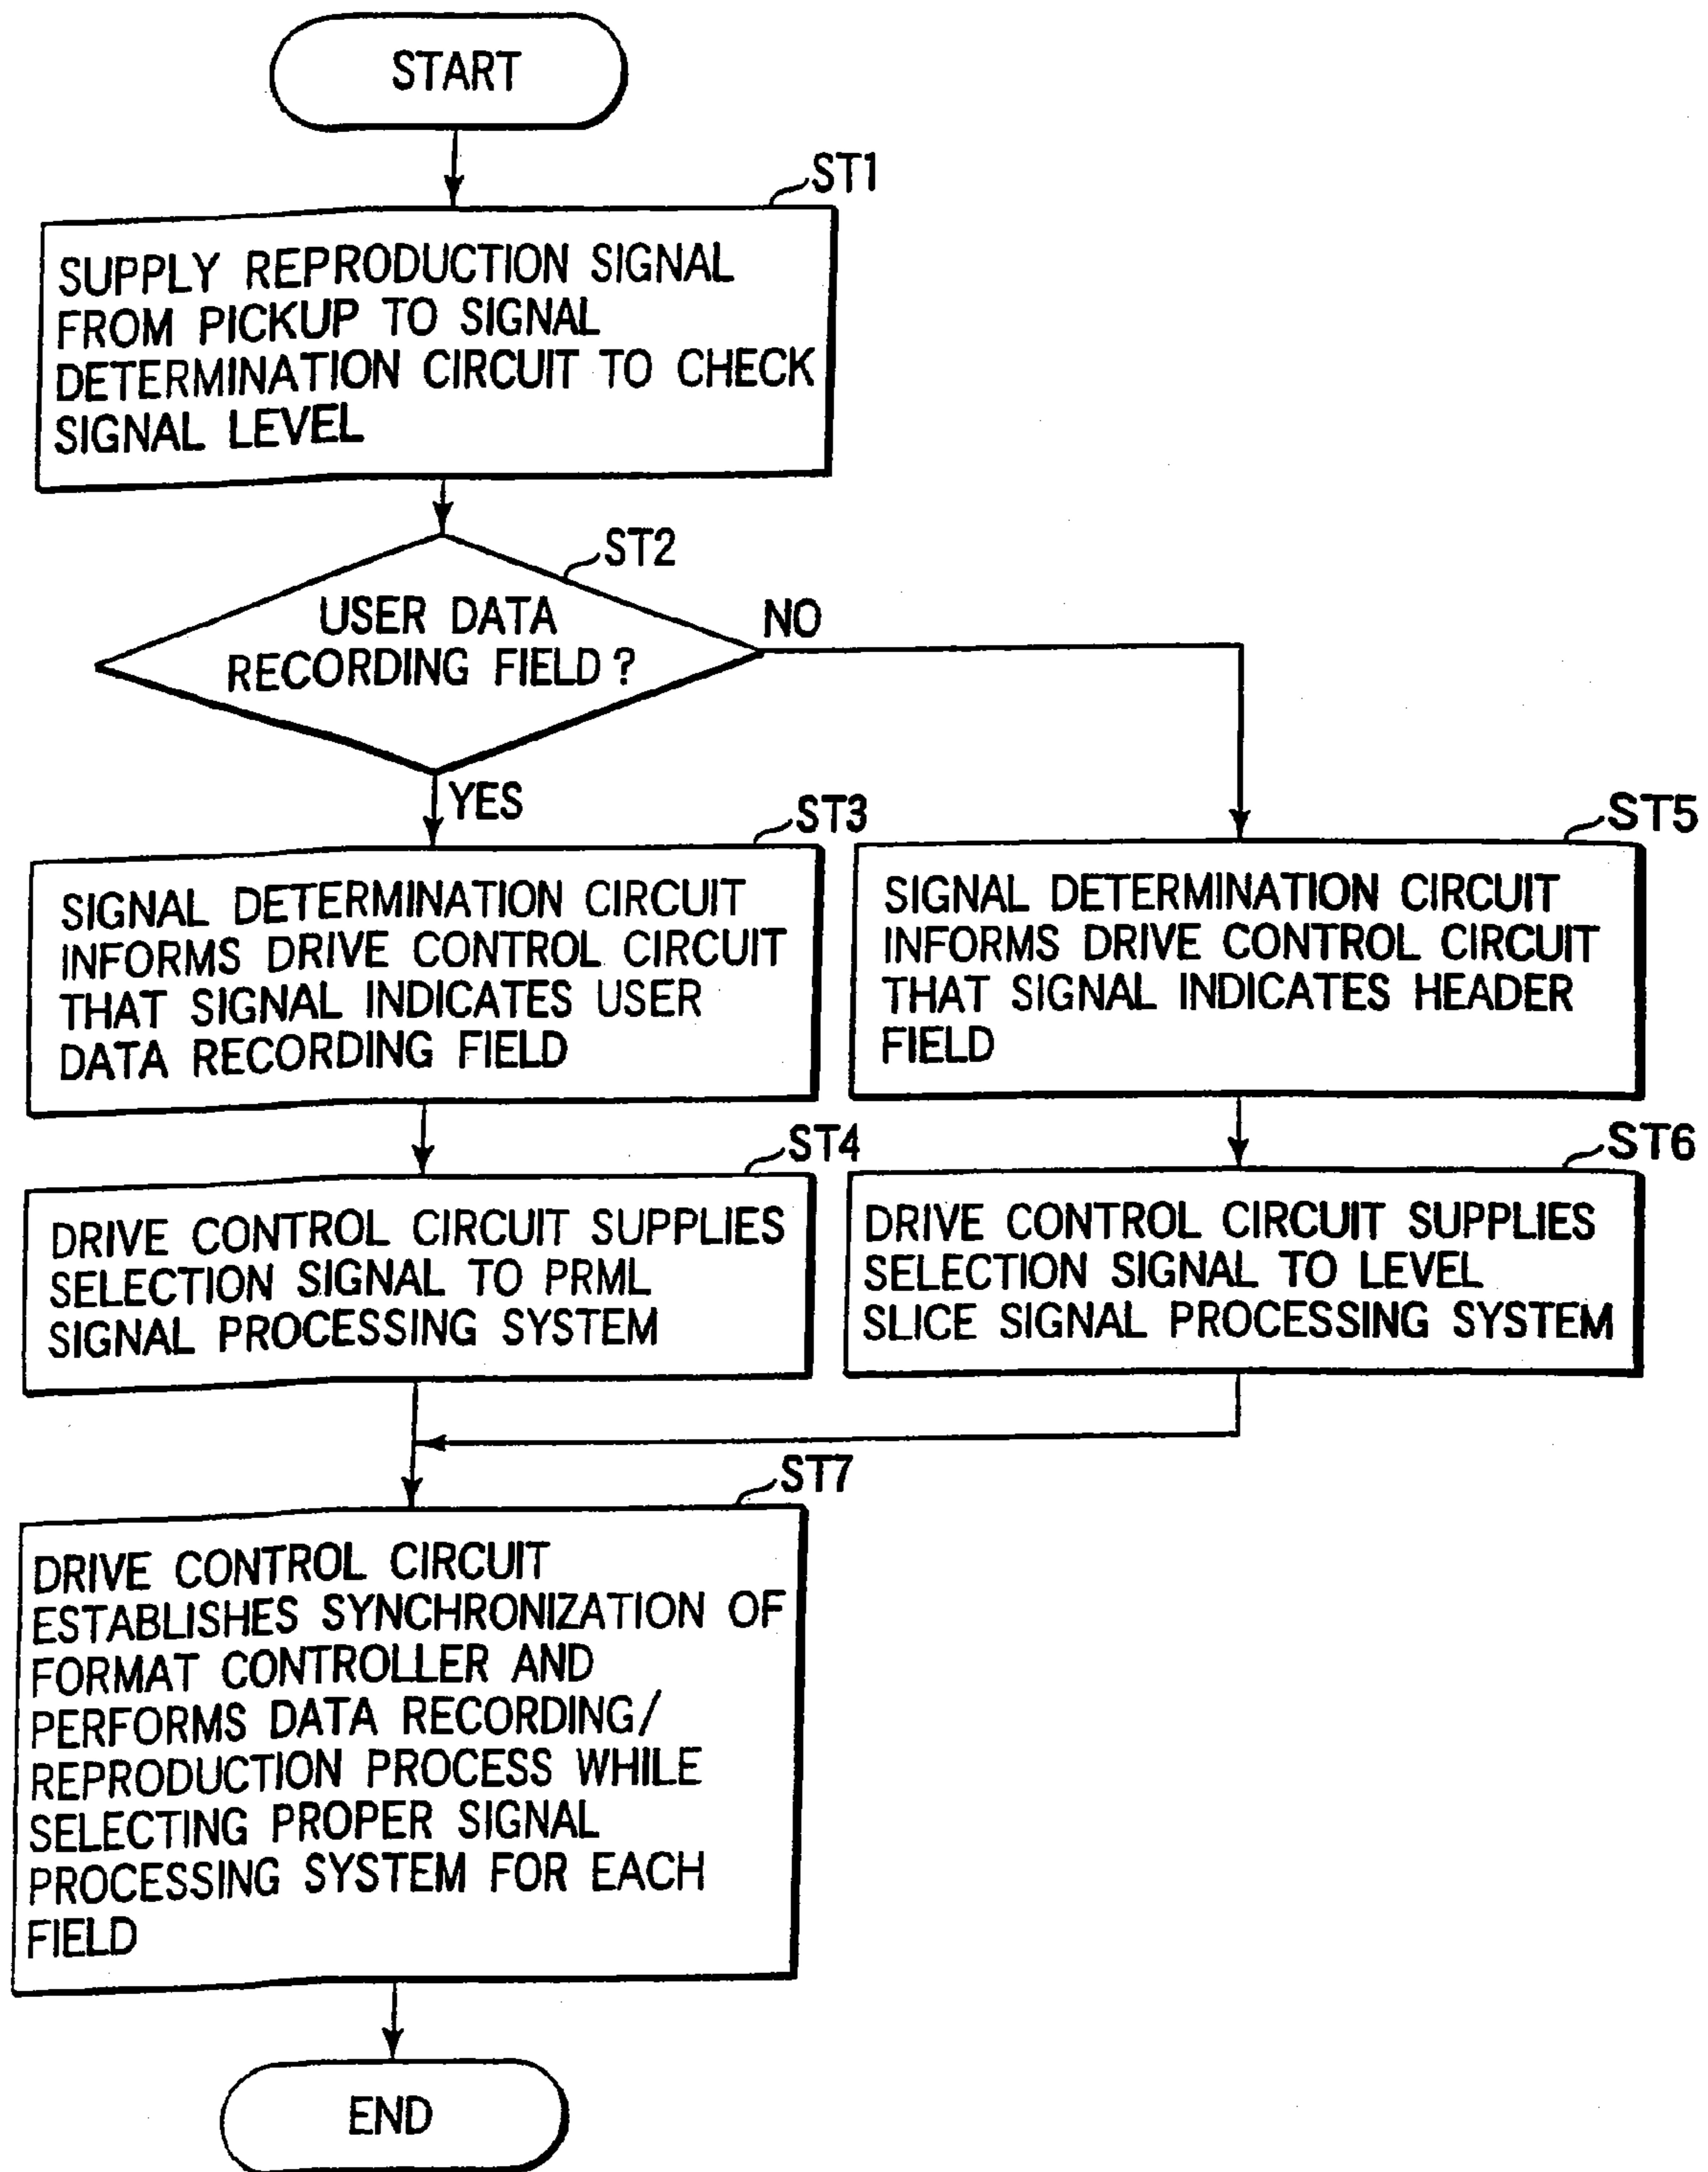 START
ST1
SUPPLY REPRODUCTION SIGNAL
FROM PICKUP TO SIGNAL
DETERMINATION CIRCUIT TO CHECK
SIGNAL LEVEL
ST2
USER DATA
RECORDING FIELD?
NO
YES
ST3
SIGNAL DETERMINATION CIRCUIT
INFORMS DRIVE CONTROL CIRCUIT
THAT SIGNAL INDICATES USER
DATA RECORDING FIELD
ST5
SIGNAL DETERMINATION CIRCUIT
INFORMS DRIVE CONTROL CIRCUIT
THAT SIGNAL INDICATES HEADER
FIELD
ST4
DRIVE CONTROL CIRCUIT SUPPLIES
SELECTION SIGNAL TO PRML
SIGNAL PROCESSING SYSTEM
ST6
DRIVE CONTROL CIRCUIT SUPPLIES
SELECTION SIGNAL TO LEVEL
SLICE SIGNAL PROCESSING SYSTEM
ST7
DRIVE CONTROL CIRCUIT
ESTABLISHES SYNCHRONIZATION OF
FORMAT CONTROLLER AND
PERFORMS DATA RECORDING/
REPRODUCTION PROCESS WHILE
SELECTING PROPER SIGNAL
PROCESSING SYSTEM FOR EACH
FIELD
END